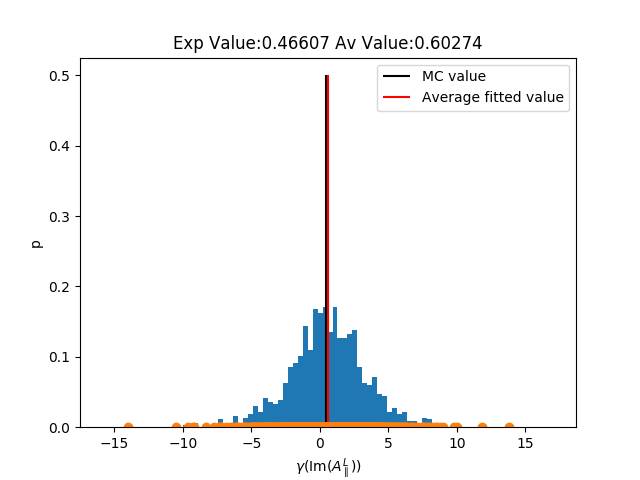 Exp Value:0.46607 Av Value:0.60274
MC value
Average fitted value
0.5
0.4
0.3
0.2
0.1
0.0
p
−15 −10 −5 0 5 10 15
γ(Im(A∥ᴸ))